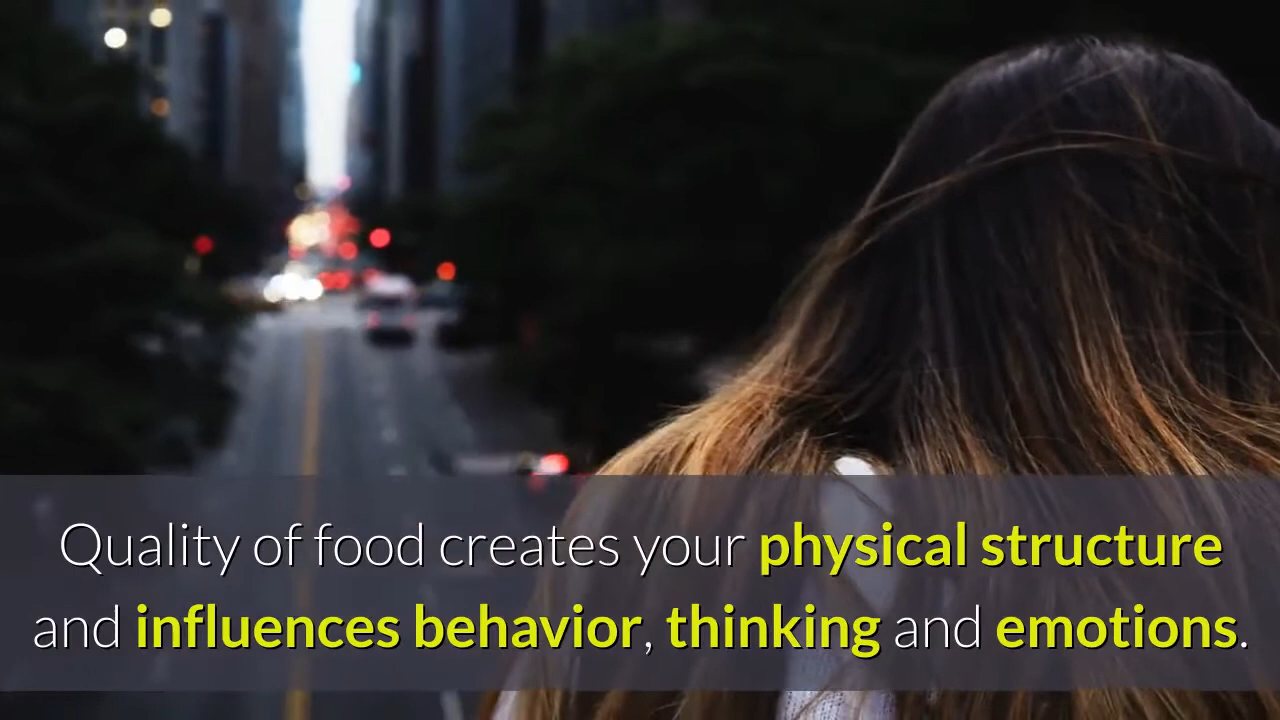 Quality of food creates your physical structure
and influences behavior, thinking and emotions.